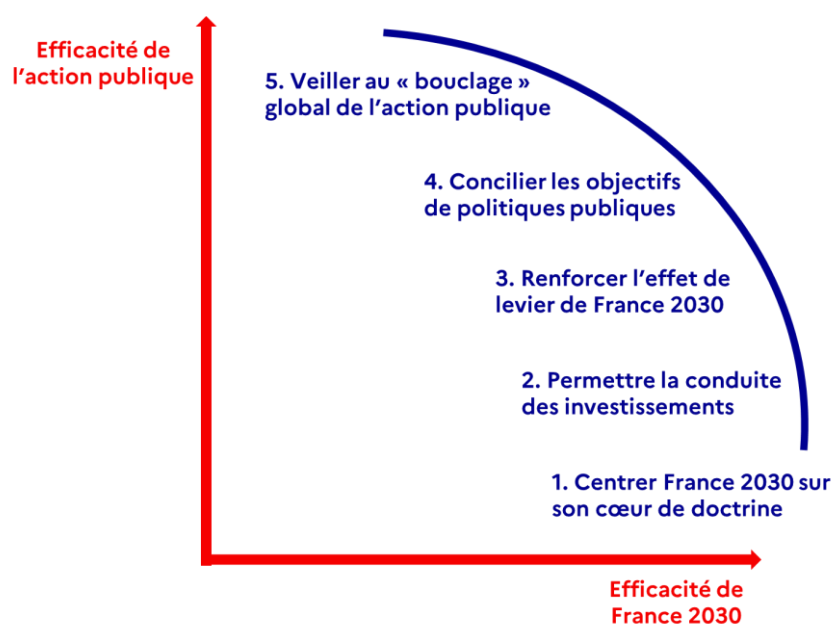 Efficacité de
l'action publique
5. Veiller au « bouclage »
global de l'action publique
4. Concilier les objectifs
de politiques publiques
3. Renforcer l'effet de
levier de France 2030
2. Permettre la conduite
des investissements
1. Centrer France 2030 sur
son cœur de doctrine
Efficacité de
France 2030